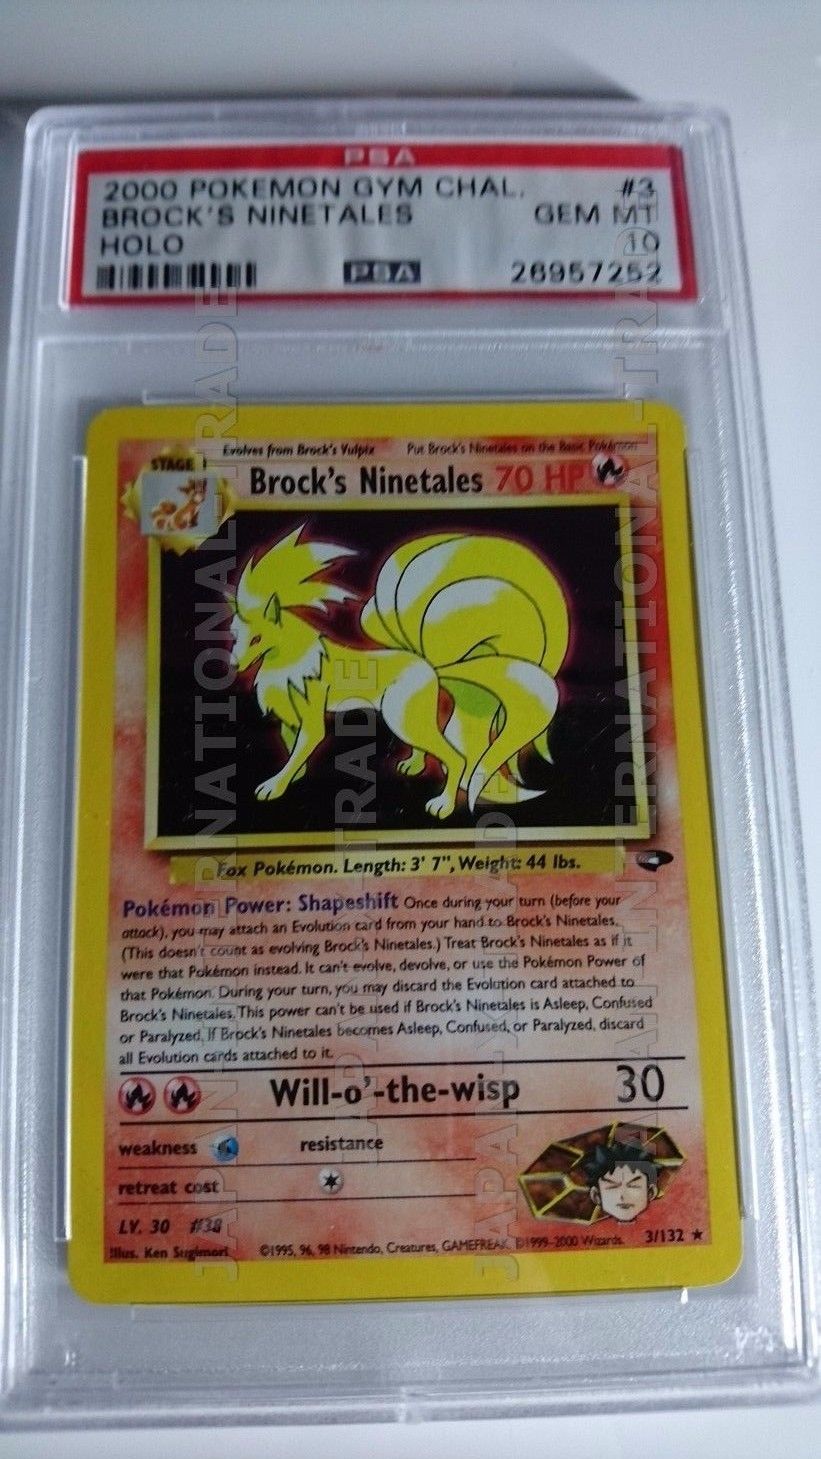 PSA
2000 POKEMON GYM CHAL. #3
BROCK'S NINETALES GEM MT
HOLO 10
PSA 26957252
Evolves from Brock's Vulpix Put Brock's Ninetales on the Basic Pokémon
STAGE 1
Brock's Ninetales 70 HP
Fox Pokémon. Length: 3' 7", Weight: 44 lbs.
Pokémon Power: Shapeshift Once during your turn (before your
attack), you may attach an Evolution card from your hand to Brock's Ninetales.
(This doesn't count as evolving Brock's Ninetales.) Treat Brock's Ninetales as if it
were that Pokémon instead. It can't evolve, devolve, or use the Pokémon Power of
that Pokémon. During your turn, you may discard the Evolution card attached to
Brock's Ninetales. This power can't be used if Brock's Ninetales is Asleep, Confused
or Paralyzed. If Brock's Ninetales becomes Asleep, Confused, or Paralyzed, discard
all Evolution cards attached to it.
Will-o'-the-wisp 30
weakness resistance
retreat cost
LV. 30 #38
Illus. Ken Sugimori ©1995, 96, 98 Nintendo, Creatures, GAMEFREAK. ©1999-2000 Wizards. 3/132 ★
JAPAN-INTERNATIONAL-TRADE
JAPAN-INTERNATIONAL-TRADE